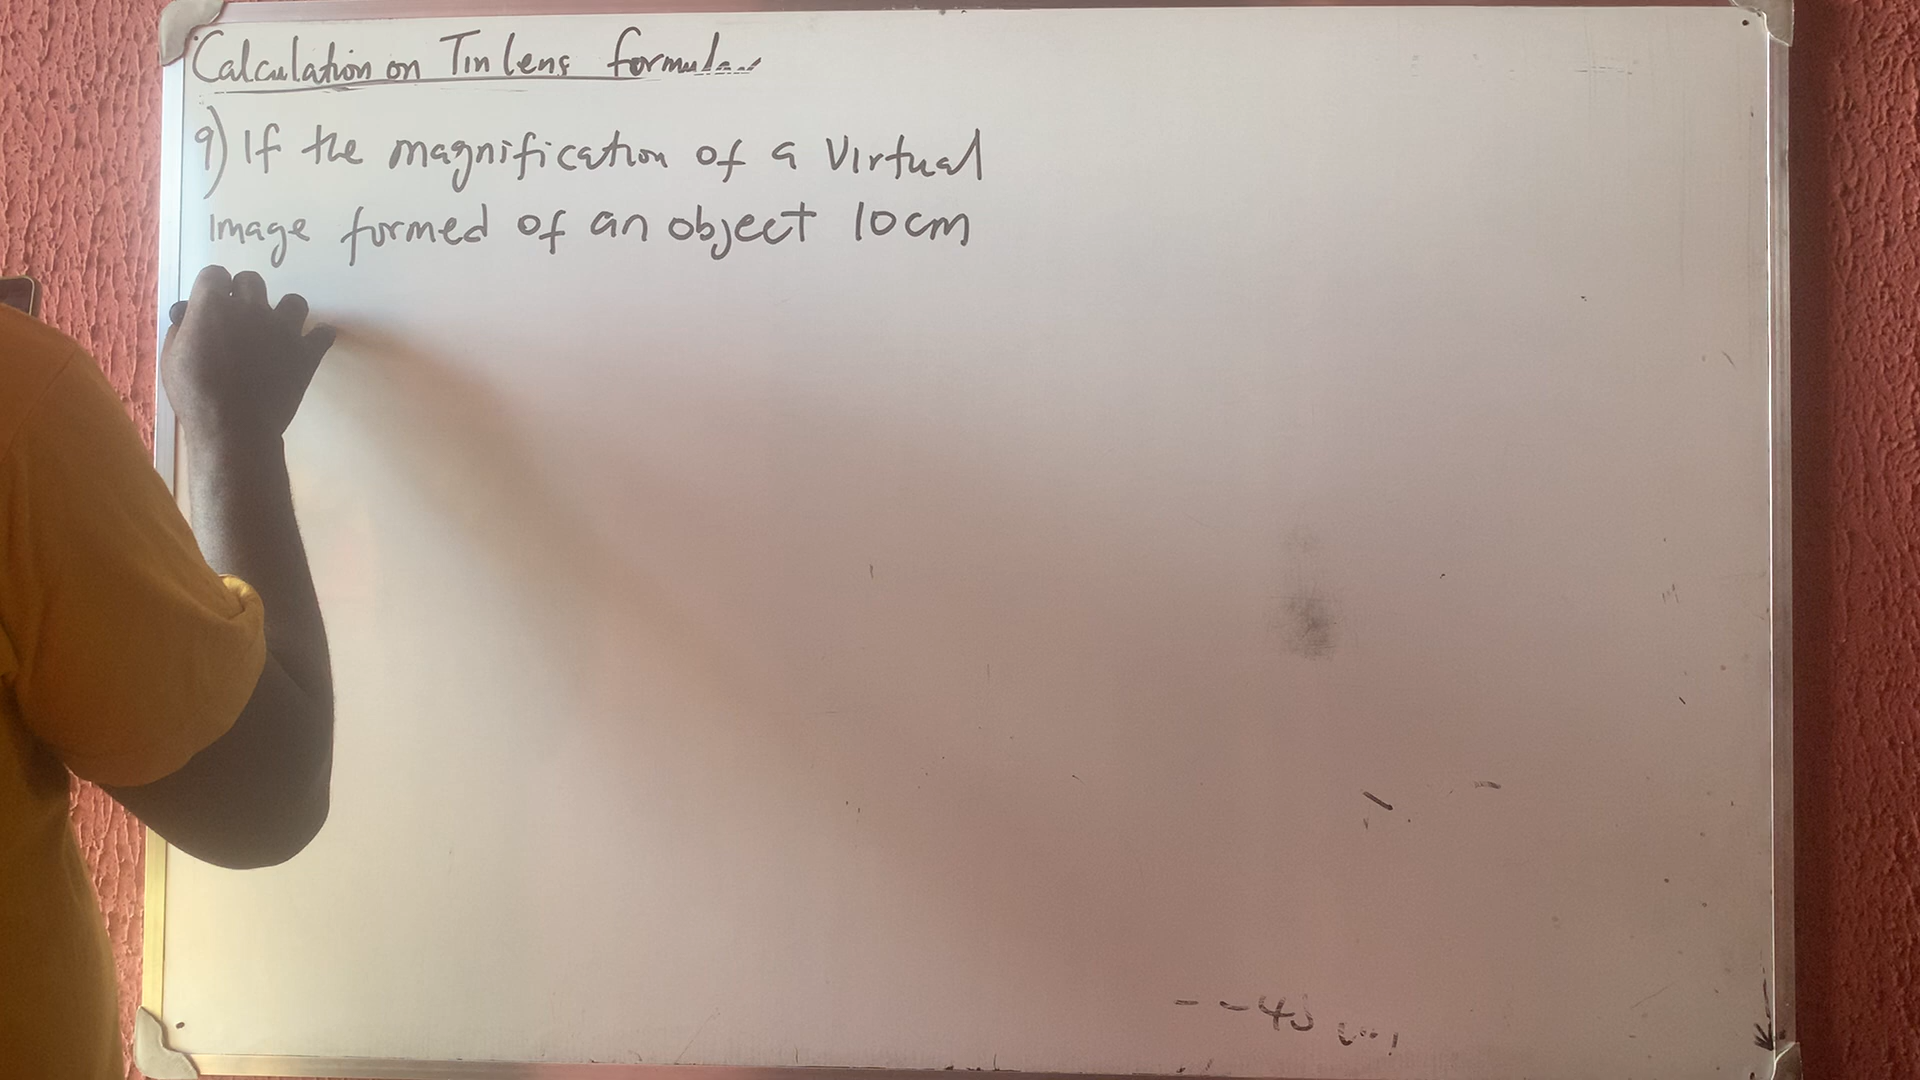 Calculation on Tin lens formula
9) If the magnification of a virtual
image formed of an object 10cm